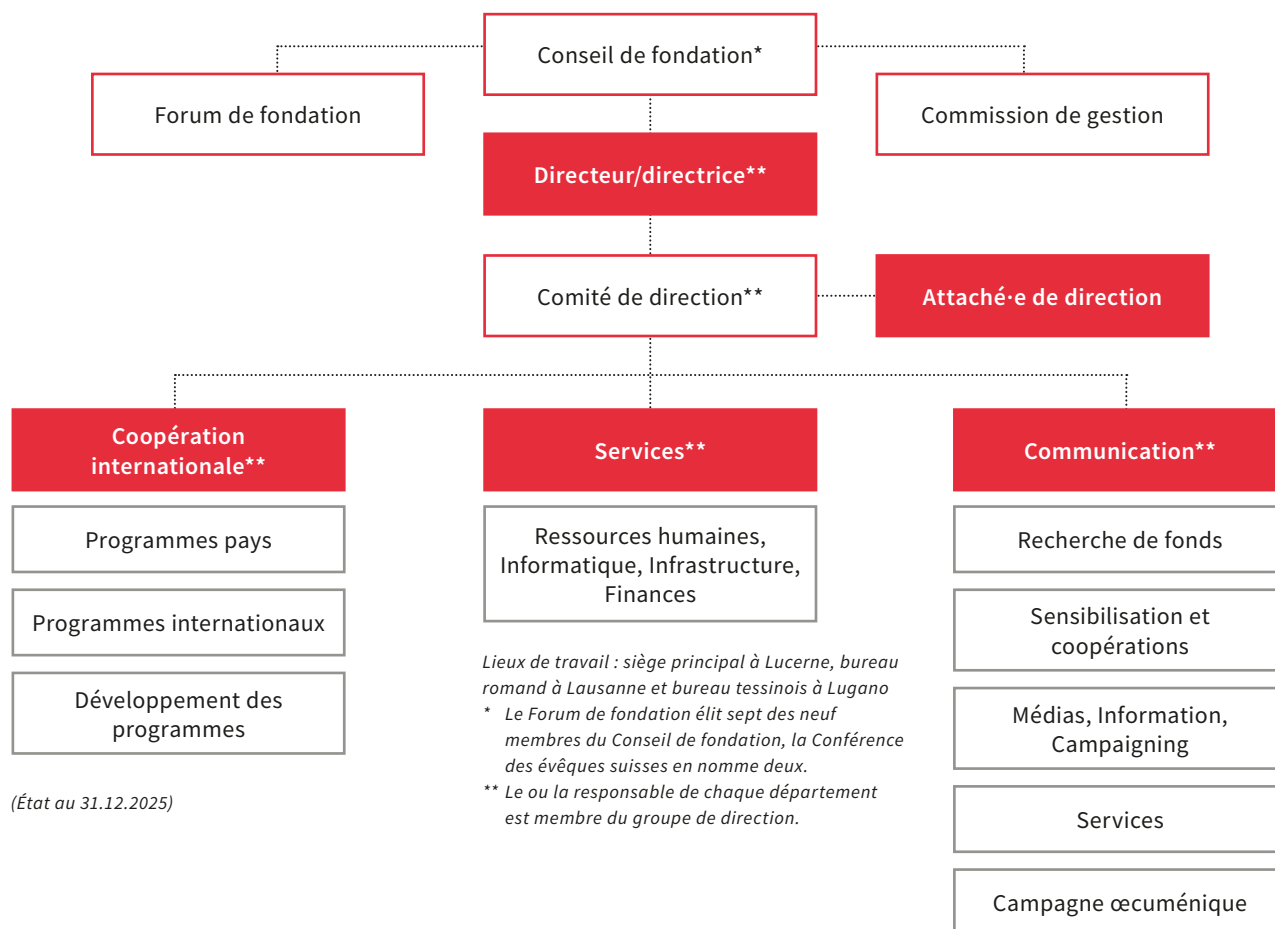 Conseil de fondation*
Forum de fondation
Commission de gestion
Directeur/directrice**
Comité de direction**
Attaché·e de direction
Coopération
internationale**
Programmes pays
Programmes internationaux
Développement des
programmes
(État au 31.12.2025)
Services**
Ressources humaines,
Informatique, Infrastructure,
Finances
Lieux de travail : siège principal à Lucerne, bureau
romand à Lausanne et bureau tessinois à Lugano
* Le Forum de fondation élit sept des neuf
membres du Conseil de fondation, la Conférence
des évêques suisses en nomme deux.
** Le ou la responsable de chaque département
est membre du groupe de direction.
Communication**
Recherche de fonds
Sensibilisation et
coopérations
Médias, Information,
Campaigning
Services
Campagne œcuménique